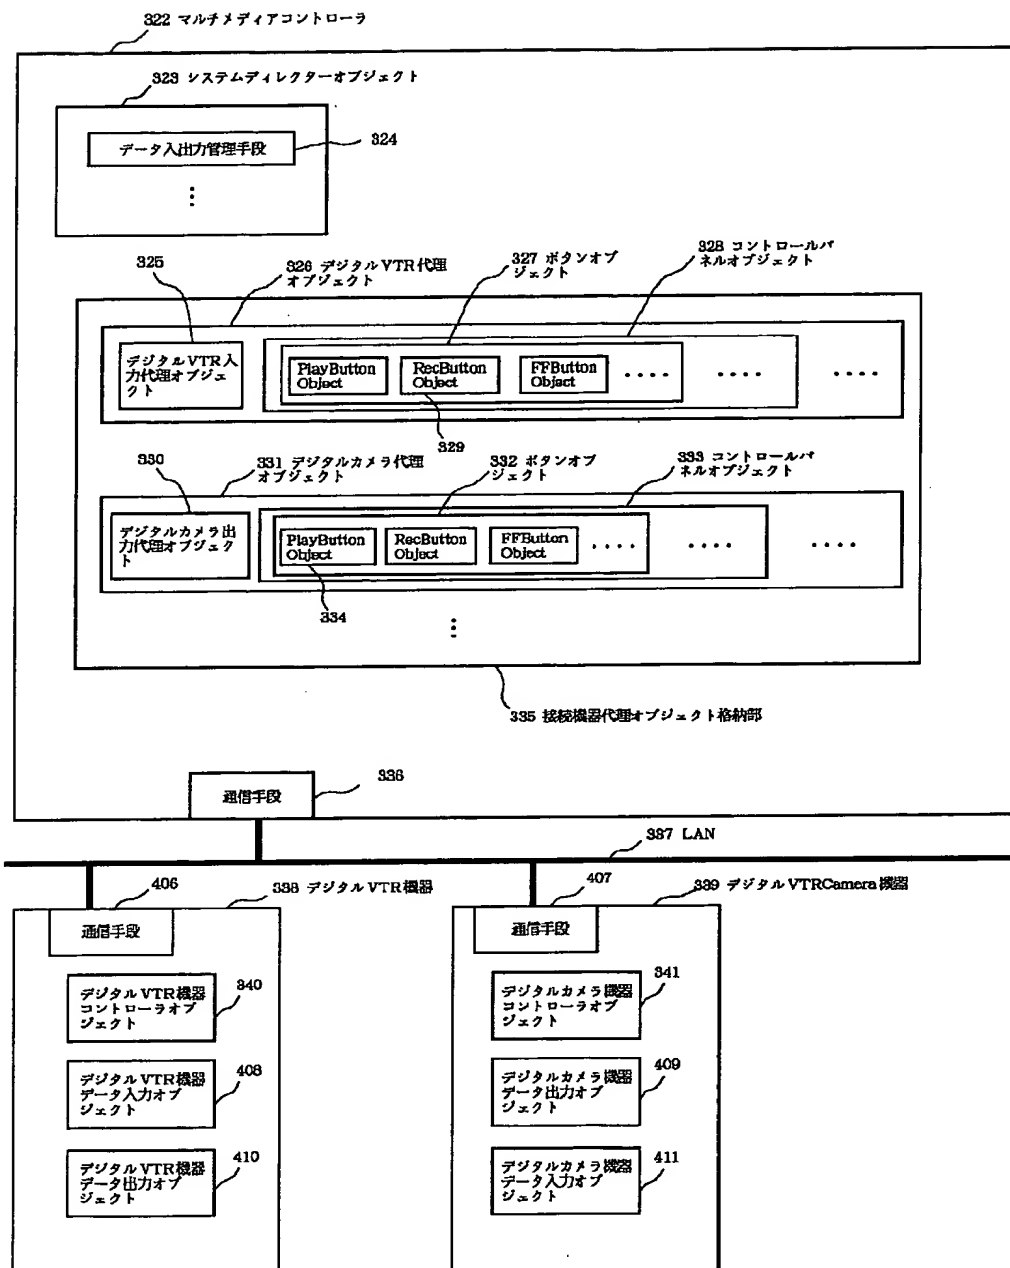 322 マルチメディアコントローラ
323 システムディレクターオブジェクト
データ入出力管理手段
324
325
326 デジタルVTR代理
オブジェクト
327 ボタンオブ
ジェクト
328 コントロールパ
ネルオブジェクト
デジタルVTR入
力代理オブジェ
クト
PlayButton
Object
RecButton
Object
FFButton
Object
329
330
331 デジタルカメラ代理
オブジェクト
332 ボタンオブ
ジェクト
333 コントロールパ
ネルオブジェクト
デジタルカメラ出
力代理オブジェク
ト
PlayButton
Object
RecButton
Object
FFButton
Object
334
335 接続機器代理オブジェクト格納部
通信手段
336
337 LAN
406
338 デジタルVTR機器
407
339 デジタルVTRCamera機器
通信手段
通信手段
デジタルVTR機器
コントローラオブ
ジェクト
340
デジタルカメラ機器
コントローラオブ
ジェクト
341
デジタルVTR機器
データ入力オブ
ジェクト
408
デジタルカメラ機器
データ出力オブ
ジェクト
409
デジタルVTR機器
データ出力オブ
ジェクト
410
デジタルカメラ機器
データ入力オブ
ジェクト
411